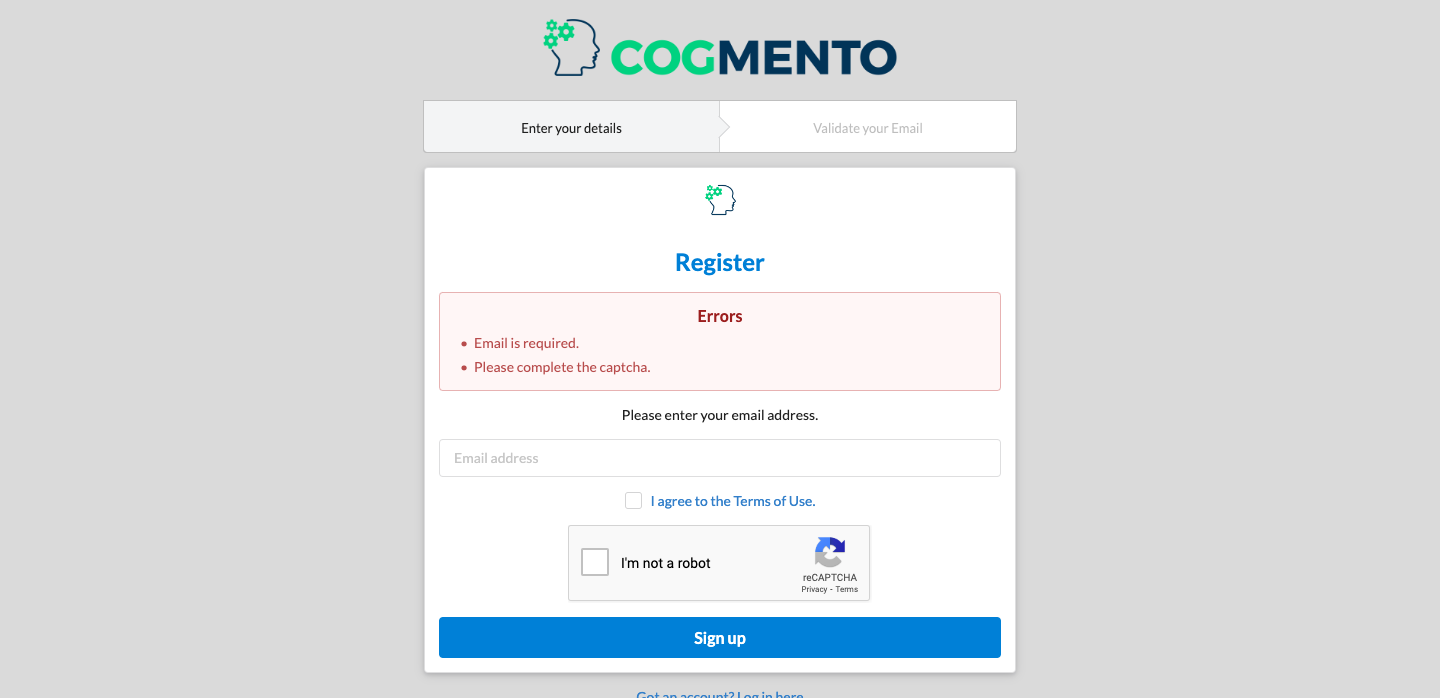 COGMENTO
Enter your details
Validate your Email
Register
Errors
• Email is required.
• Please complete the captcha.
Please enter your email address.
Email address
I agree to the Terms of Use.
I'm not a robot
reCAPTCHA
Privacy - Terms
Sign up
Got an account? Log in here